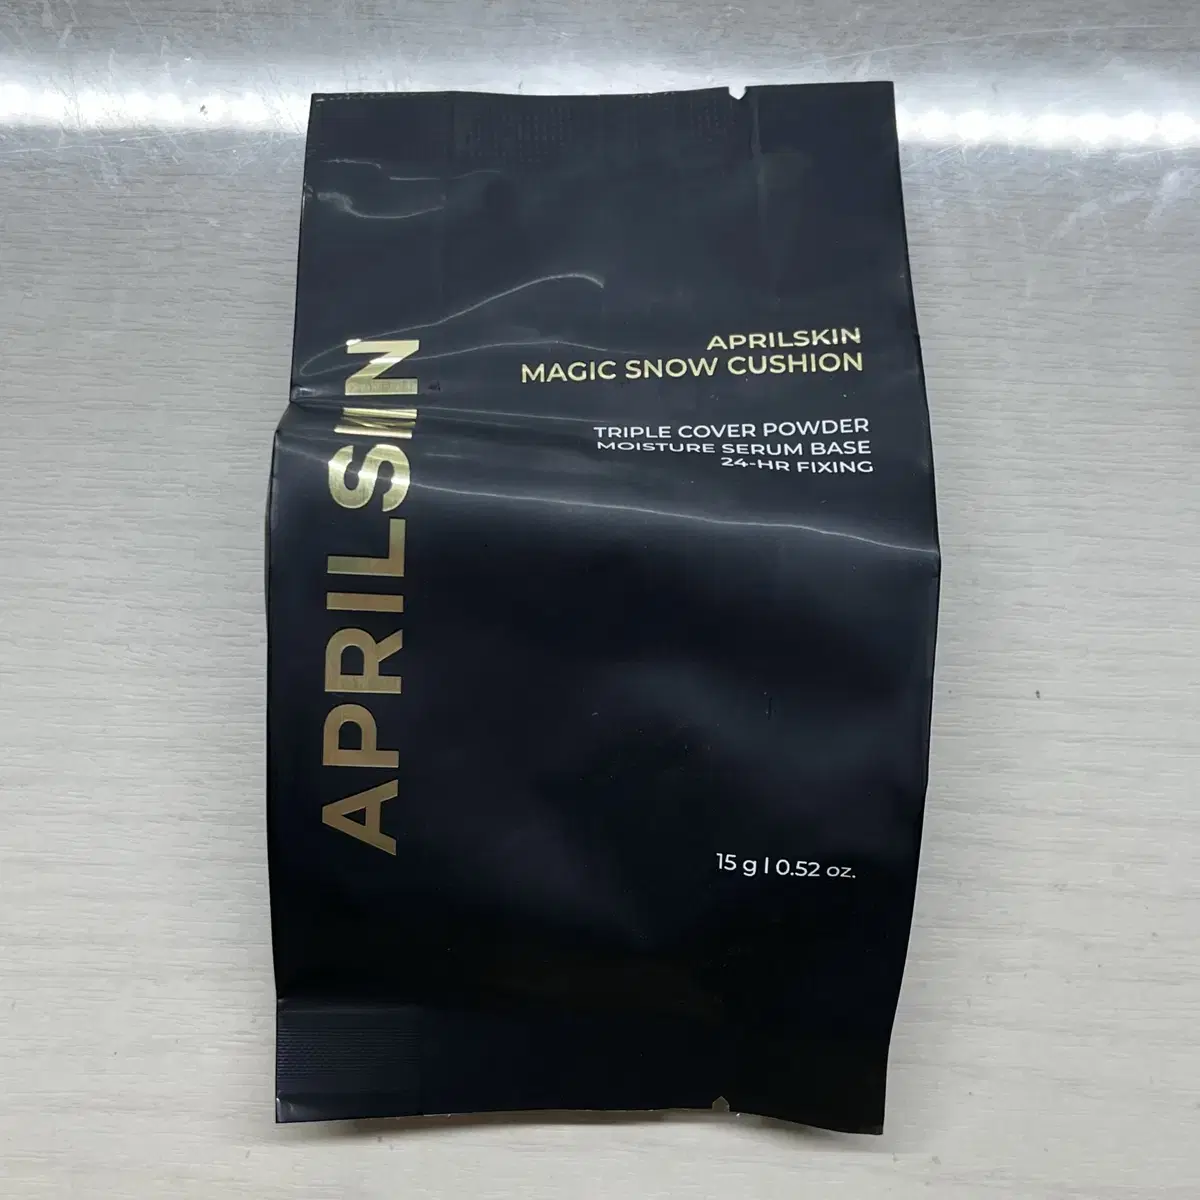 APRILSKIN
MAGIC SNOW CUSHION
TRIPLE COVER POWDER
MOISTURE SERUM BASE
24-HR FIXING
APRILSKIN
15 g | 0.52 oz.